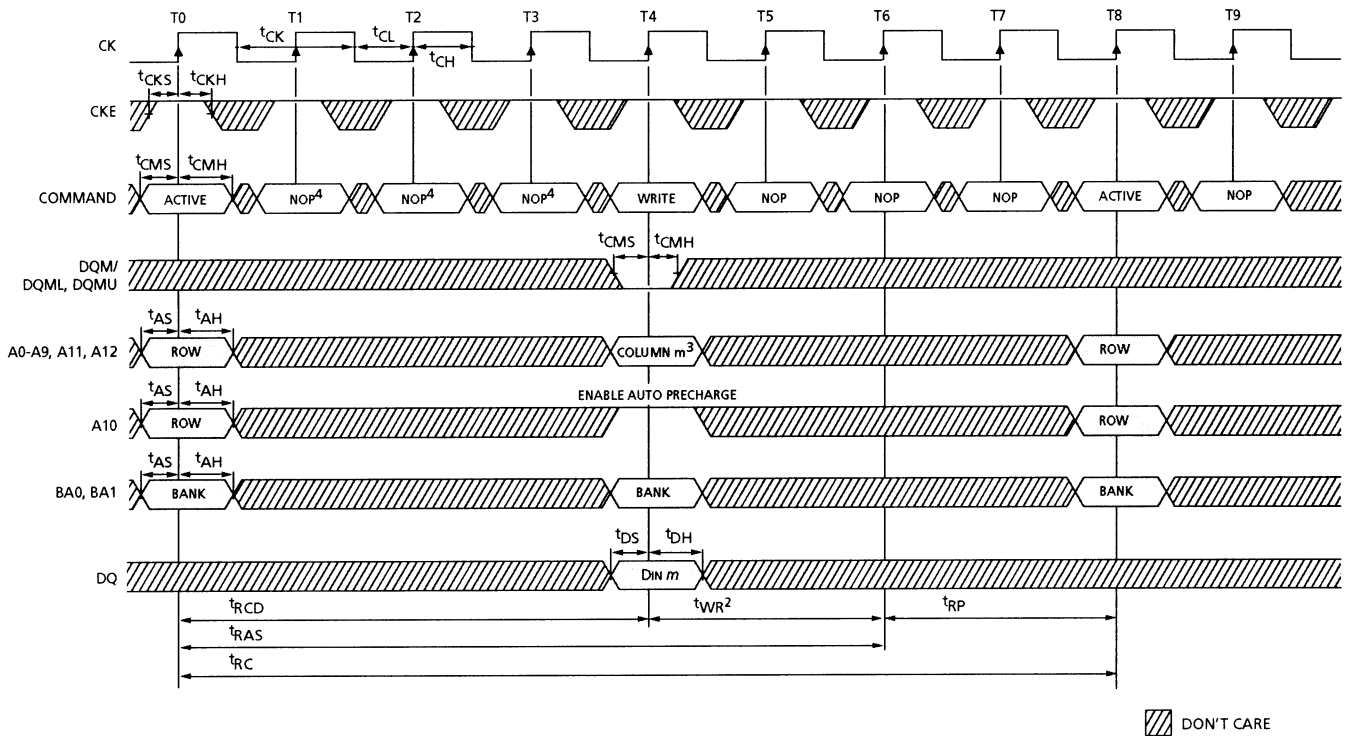 T0 T1 T2 T3 T4 T5 T6 T7 T8 T9
CK
tCK tCL
tCH
tCKS tCKH
CKE
tCMS tCMH
COMMAND ACTIVE NOP4 NOP4 NOP4 WRITE NOP NOP NOP ACTIVE NOP
tCMS tCMH
DQM/
DQML, DQMU
tAS tAH
A0-A9, A11, A12 ROW COLUMN m3 ROW
tAS tAH ENABLE AUTO PRECHARGE
A10 ROW ROW
tAS tAH
BA0, BA1 BANK BANK BANK
tDS tDH
DQ DIN m
tRCD tWR2 tRP
tRAS
tRC
DON'T CARE